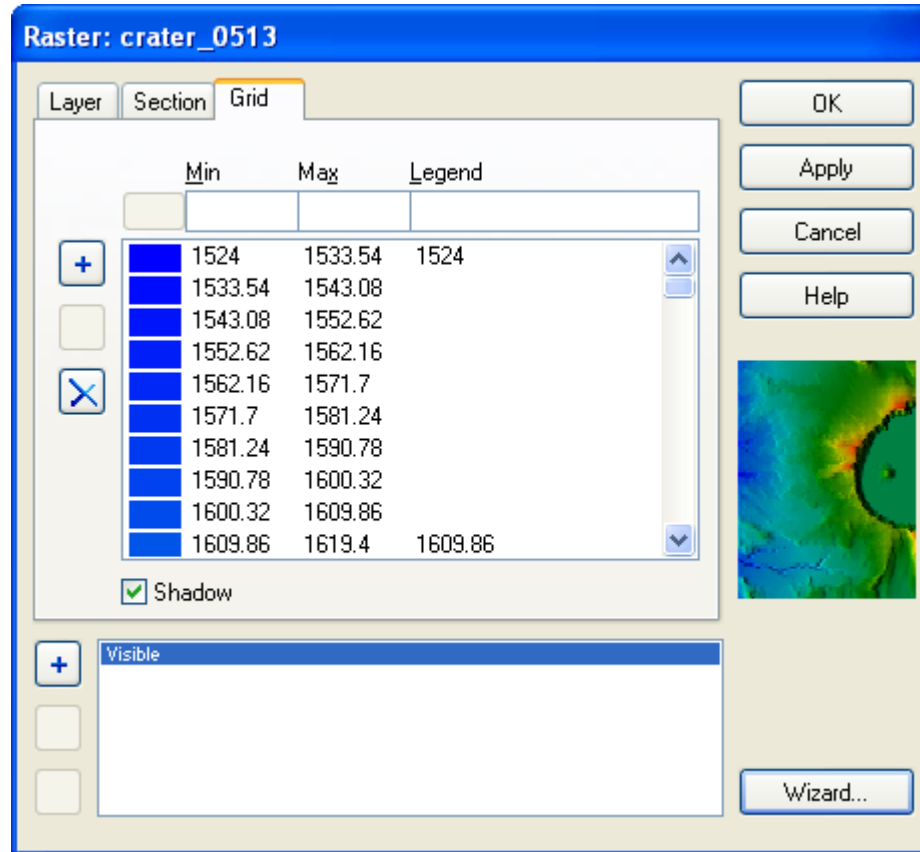 Raster: crater_0513
Layer Section Grid
OK
Apply
Cancel
Help
Min Max Legend
1524 1533.54 1524
1533.54 1543.08
1543.08 1552.62
1552.62 1562.16
1562.16 1571.7
1571.7 1581.24
1581.24 1590.78
1590.78 1600.32
1600.32 1609.86
1609.86 1619.4 1609.86
Shadow
Visible
Wizard...